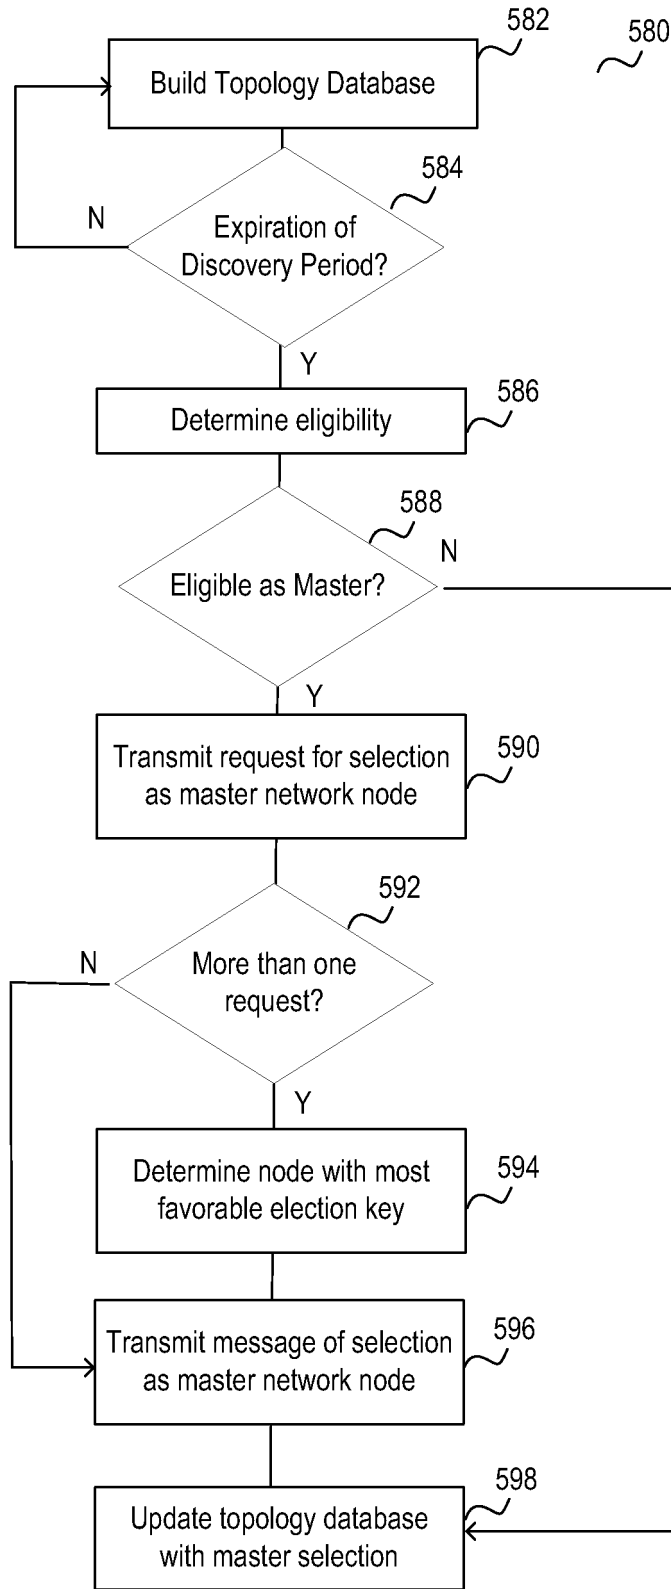 582
580
Build Topology Database
584
N
Expiration of
Discovery Period?
Y
586
Determine eligibility
588
N
Eligible as Master?
Y
590
Transmit request for selection
as master network node
592
N
More than one
request?
Y
594
Determine node with most
favorable election key
596
Transmit message of selection
as master network node
598
Update topology database
with master selection